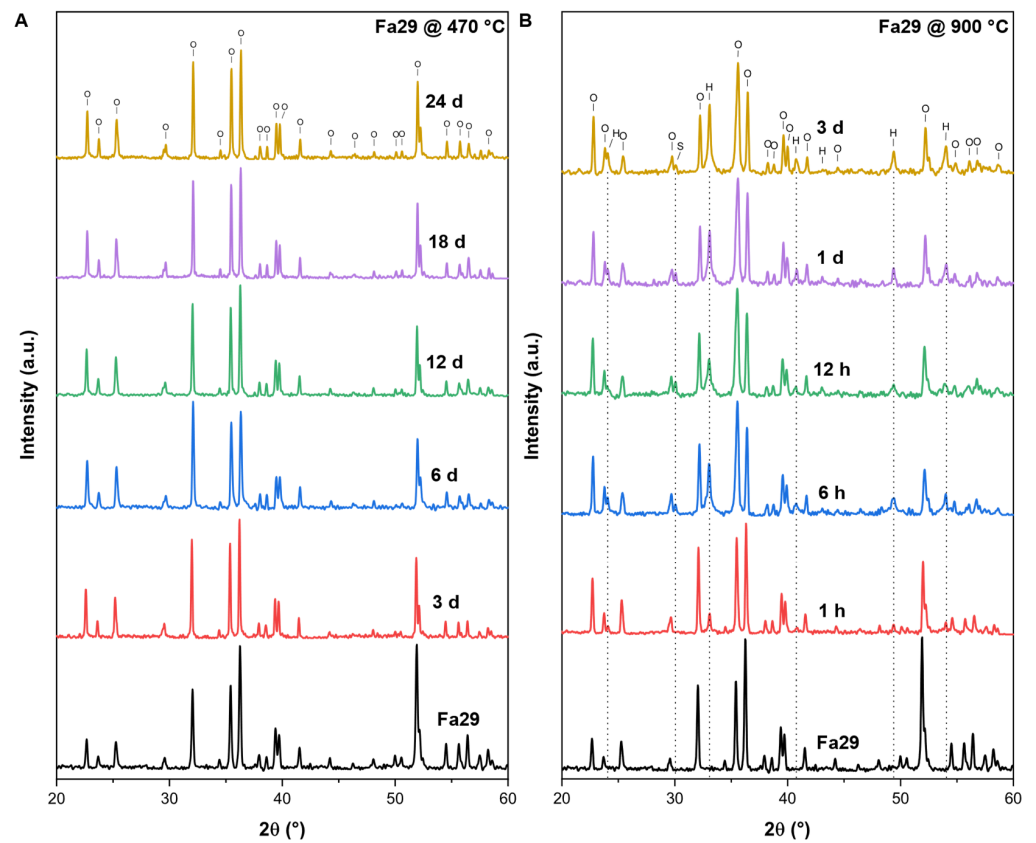 A
Fa29 @ 470 °C
O O O O O O O O O O O O O O O O O O O O O O O
24 d
18 d
12 d
6 d
3 d
Fa29
Intensity (a.u.)
20 30 40 50 60
2θ (°)
B
Fa29 @ 900 °C
O O H O O S O H O O O O O O H O H O H O H O O O O
3 d
1 d
12 h
6 h
1 h
Fa29
Intensity (a.u.)
20 30 40 50 60
2θ (°)